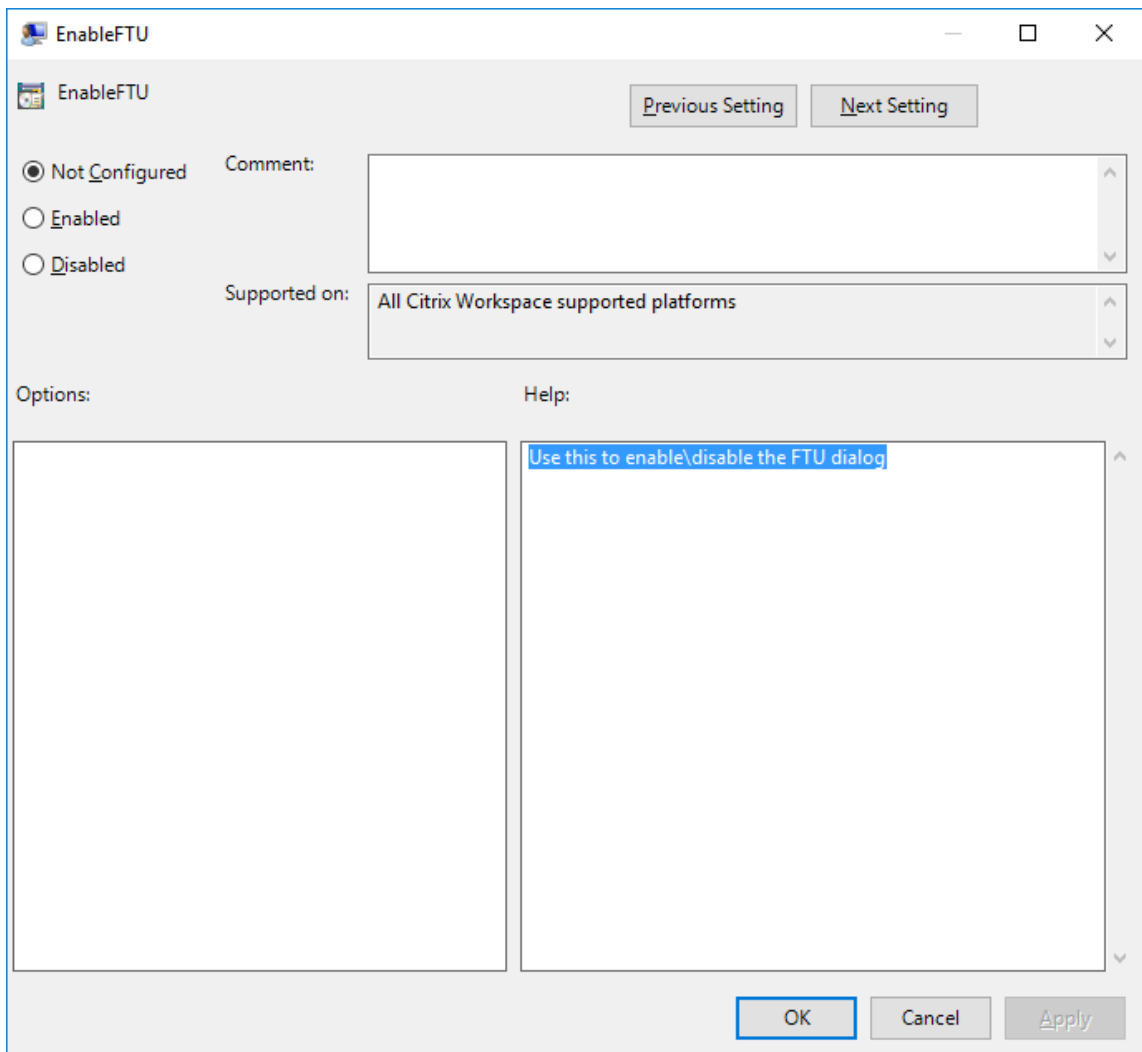 EnableFTU
EnableFTU
Previous Setting
Next Setting
Not Configured
Comment:
Enabled
Disabled
Supported on:
All Citrix Workspace supported platforms
Options:
Help:
Use this to enable\disable the FTU dialog
OK
Cancel
Apply